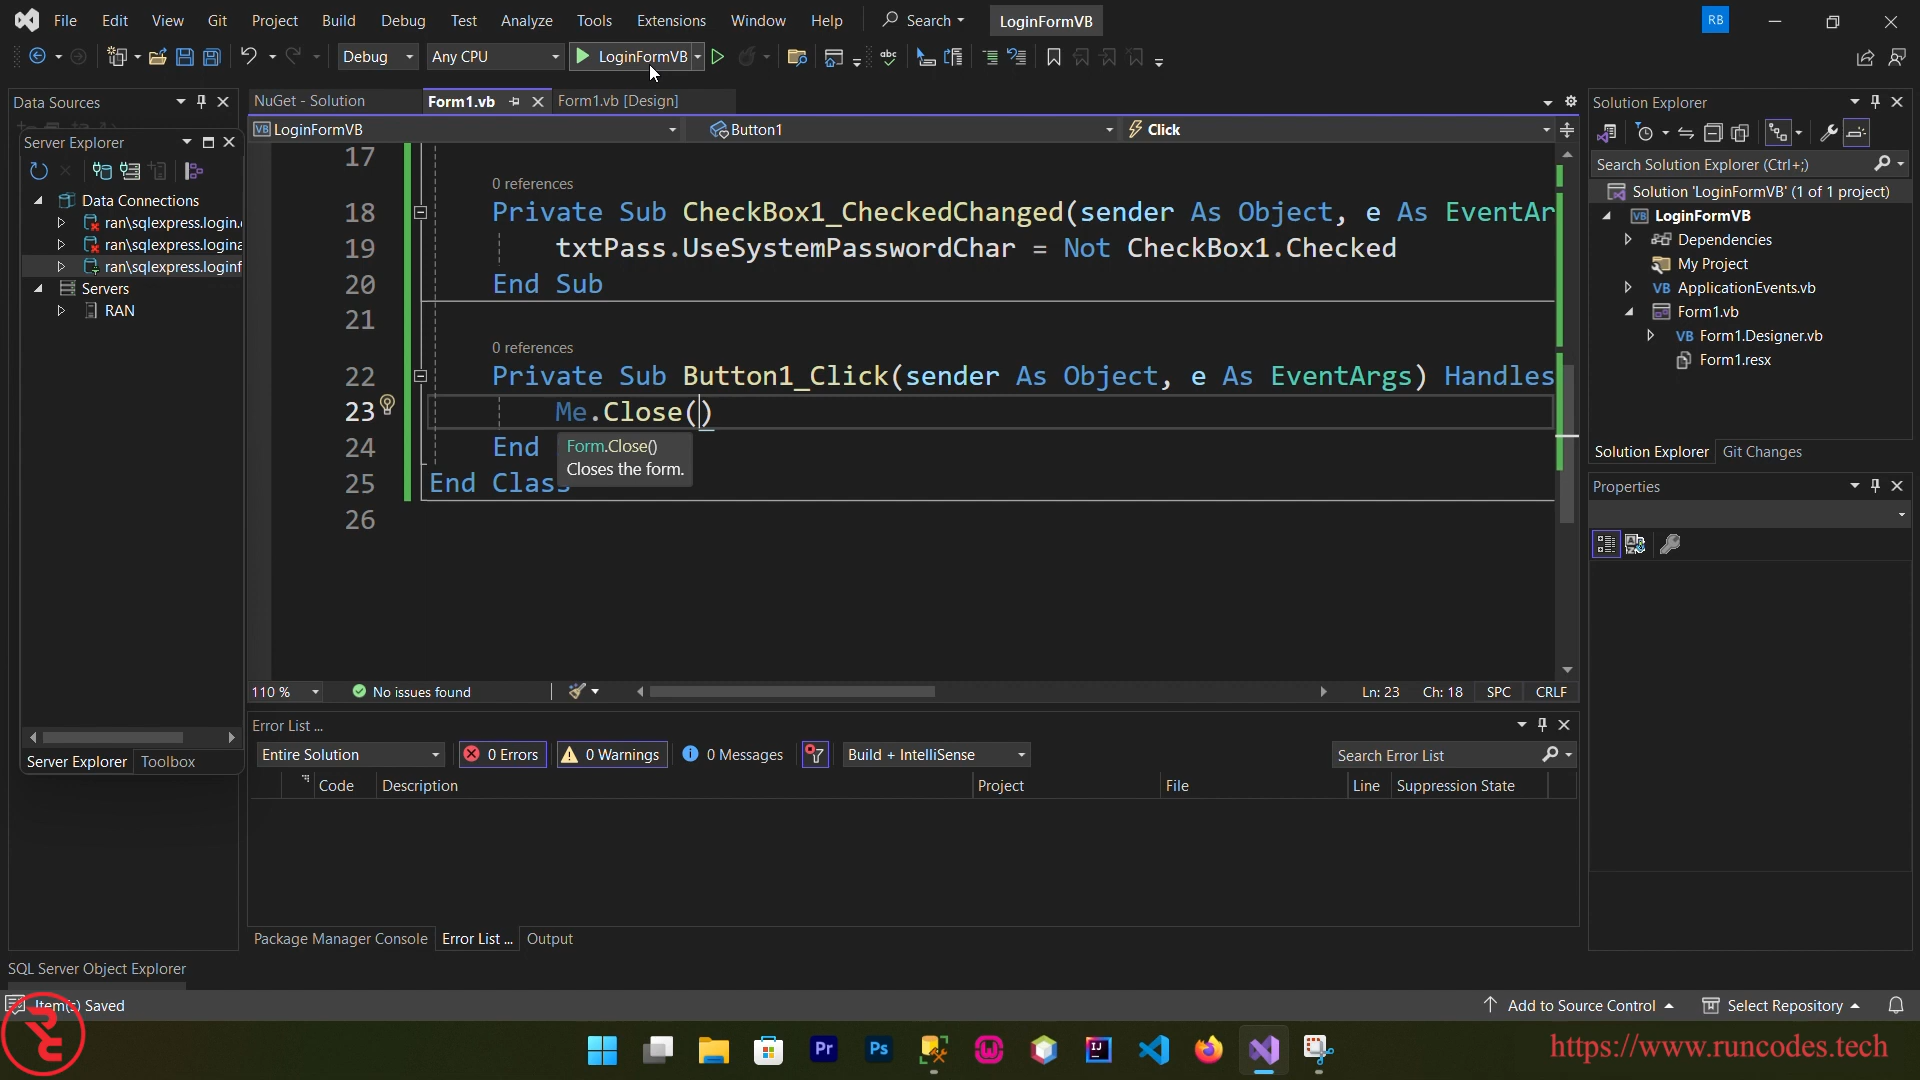 File Edit View Git Project Build Debug Test Analyze Tools Extensions Window Help Search LoginFormVB RB
Debug Any CPU LoginFormVB
Data Sources
Server Explorer
Data Connections
ran\sqlexpress.login.
ran\sqlexpress.logina
ran\sqlexpress.loginf
Servers
RAN
Server Explorer Toolbox
NuGet - Solution Form1.vb Form1.vb [Design]
LoginFormVB Button1 Click
17
0 references
18 Private Sub CheckBox1_CheckedChanged(sender As Object, e As EventAr
19 txtPass.UseSystemPasswordChar = Not CheckBox1.Checked
20 End Sub
21
0 references
22 Private Sub Button1_Click(sender As Object, e As EventArgs) Handles
23 Me.Close()
24 End
Form.Close()
Closes the form.
25 End Class
26
110 % No issues found Ln: 23 Ch: 18 SPC CRLF
Error List ...
Entire Solution 0 Errors 0 Warnings 0 Messages Build + IntelliSense Search Error List
Code Description Project File Line Suppression State
Package Manager Console Error List ... Output
Solution Explorer
Search Solution Explorer (Ctrl+;)
Solution 'LoginFormVB' (1 of 1 project)
LoginFormVB
Dependencies
My Project
ApplicationEvents.vb
Form1.vb
Form1.Designer.vb
Form1.resx
Solution Explorer Git Changes
Properties
SQL Server Object Explorer
Item(s) Saved Add to Source Control Select Repository
Pr Ps
https://www.runcodes.tech